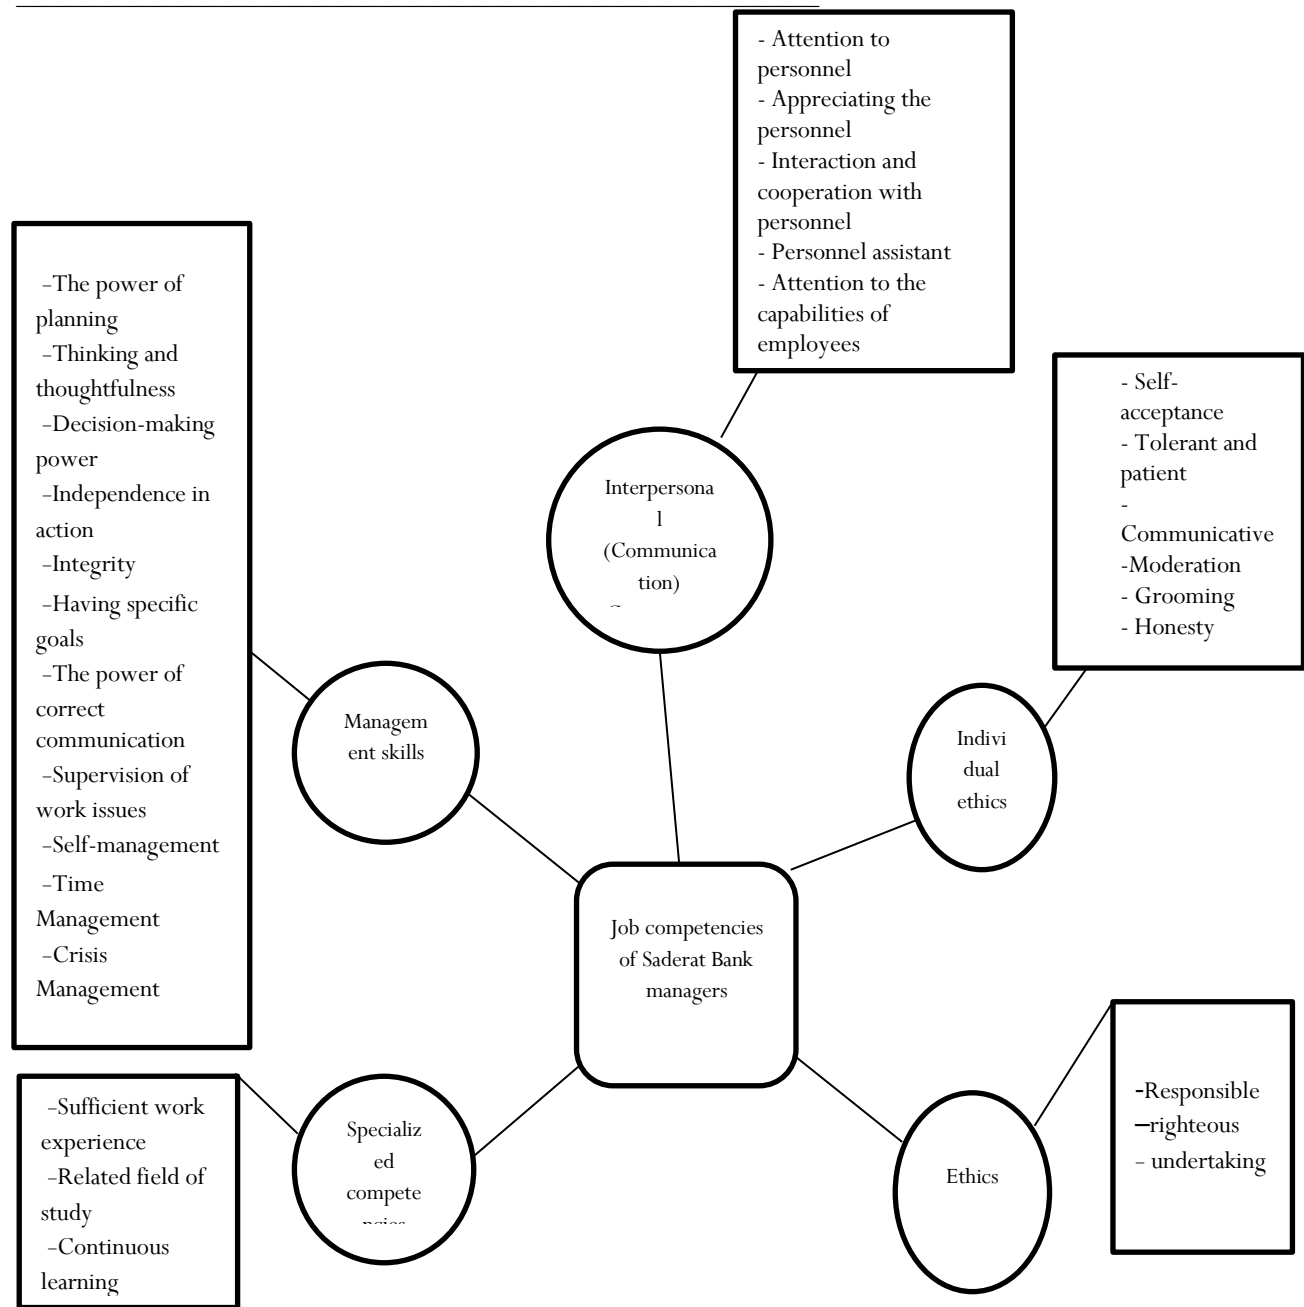 - Attention to
personnel
- Appreciating the
personnel
- Interaction and
cooperation with
personnel
- Personnel assistant
- Attention to the
capabilities of
employees
-The power of
planning
-Thinking and
thoughtfulness
-Decision-making
power
-Independence in
action
-Integrity
-Having specific
goals
-The power of
correct
communication
-Supervision of
work issues
-Self-management
-Time
Management
-Crisis
Management
- Self-
acceptance
- Tolerant and
patient
-
Communicative
-Moderation
- Grooming
- Honesty
Interpersona
l
(Communica
tion)
Managem
ent skills
Indivi
dual
ethics
Job competencies
of Saderat Bank
managers
-Sufficient work
experience
-Related field of
study
-Continuous
learning
Specializ
ed
compete
ncies
Ethics
-Responsible
–righteous
- undertaking